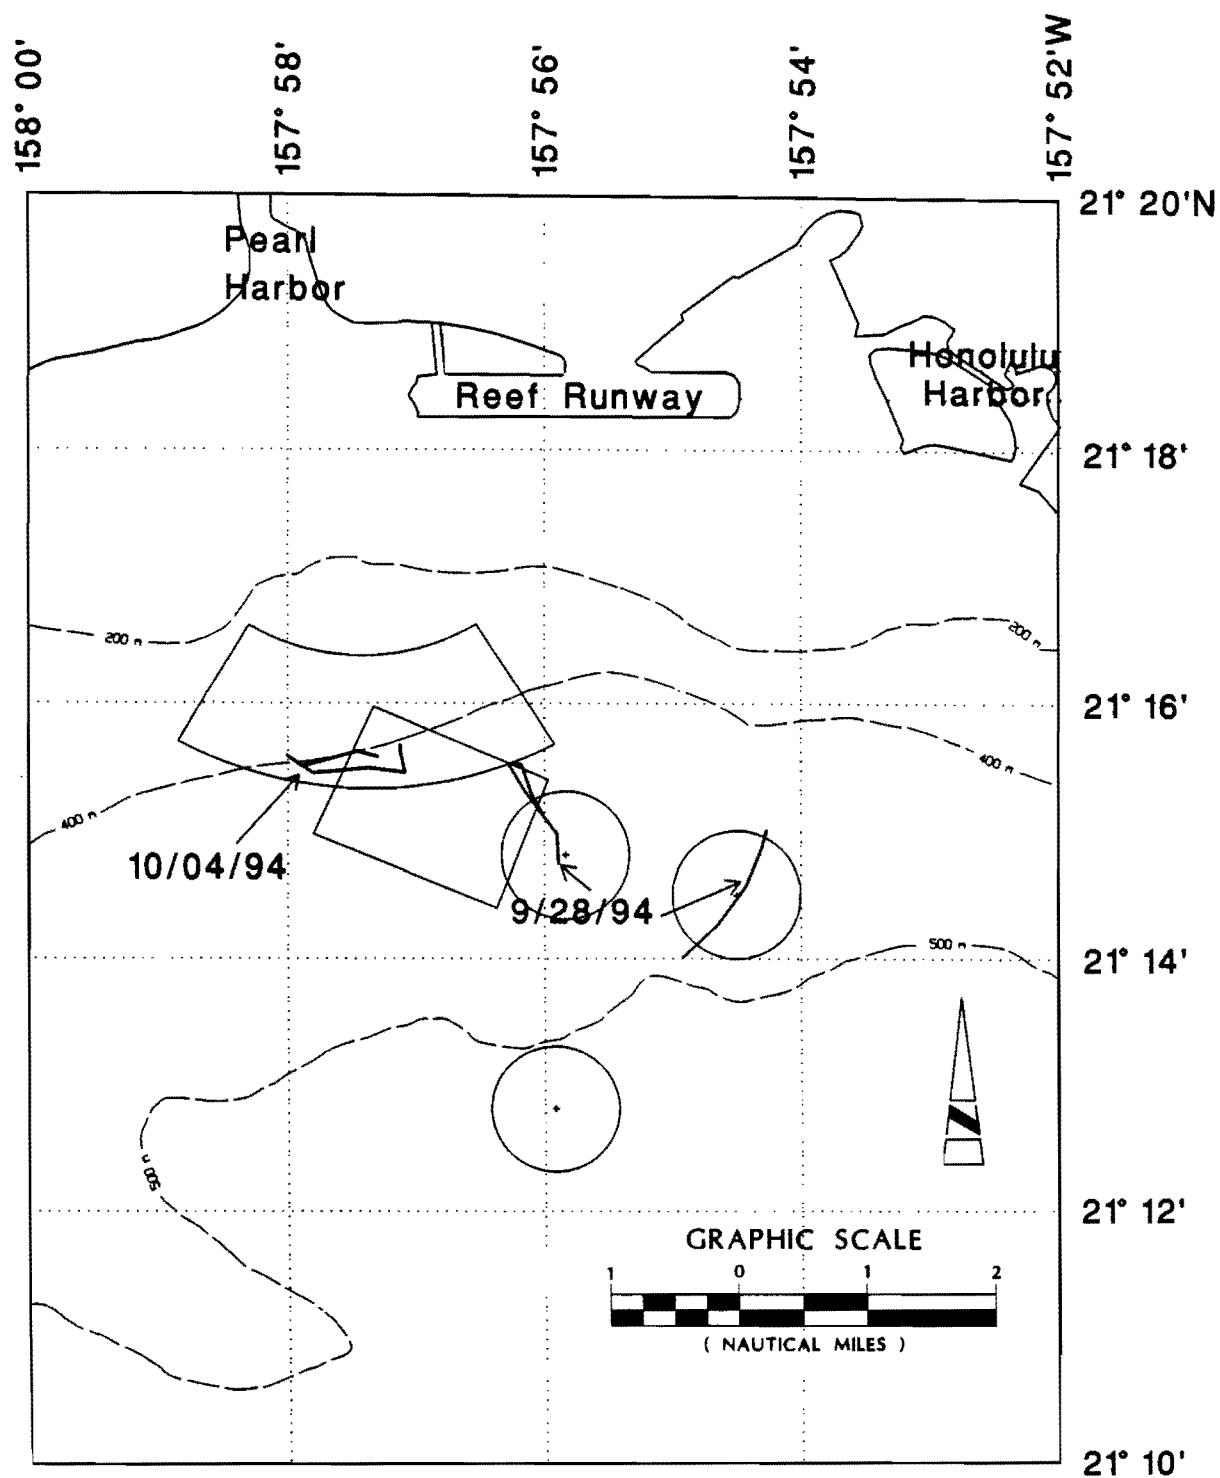 158° 00'
157° 58'
157° 56'
157° 54'
157° 52'W
21° 20'N
Pearl
Harbor
Honolulu
Harbor
Reef Runway
21° 18'
200 m
200 m
21° 16'
400 m
400 m
10/04/94
9/28/94
500 m
21° 14'
500 m
21° 12'
GRAPHIC SCALE
1 0 1 2
( NAUTICAL MILES )
21° 10'